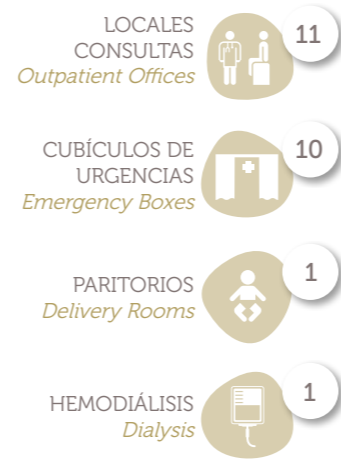 LOCALES
CONSULTAS
Outpatient Offices
11
CUBÍCULOS DE
URGENCIAS
Emergency Boxes
10
PARITORIOS
Delivery Rooms
1
HEMODIÁLISIS
Dialysis
1